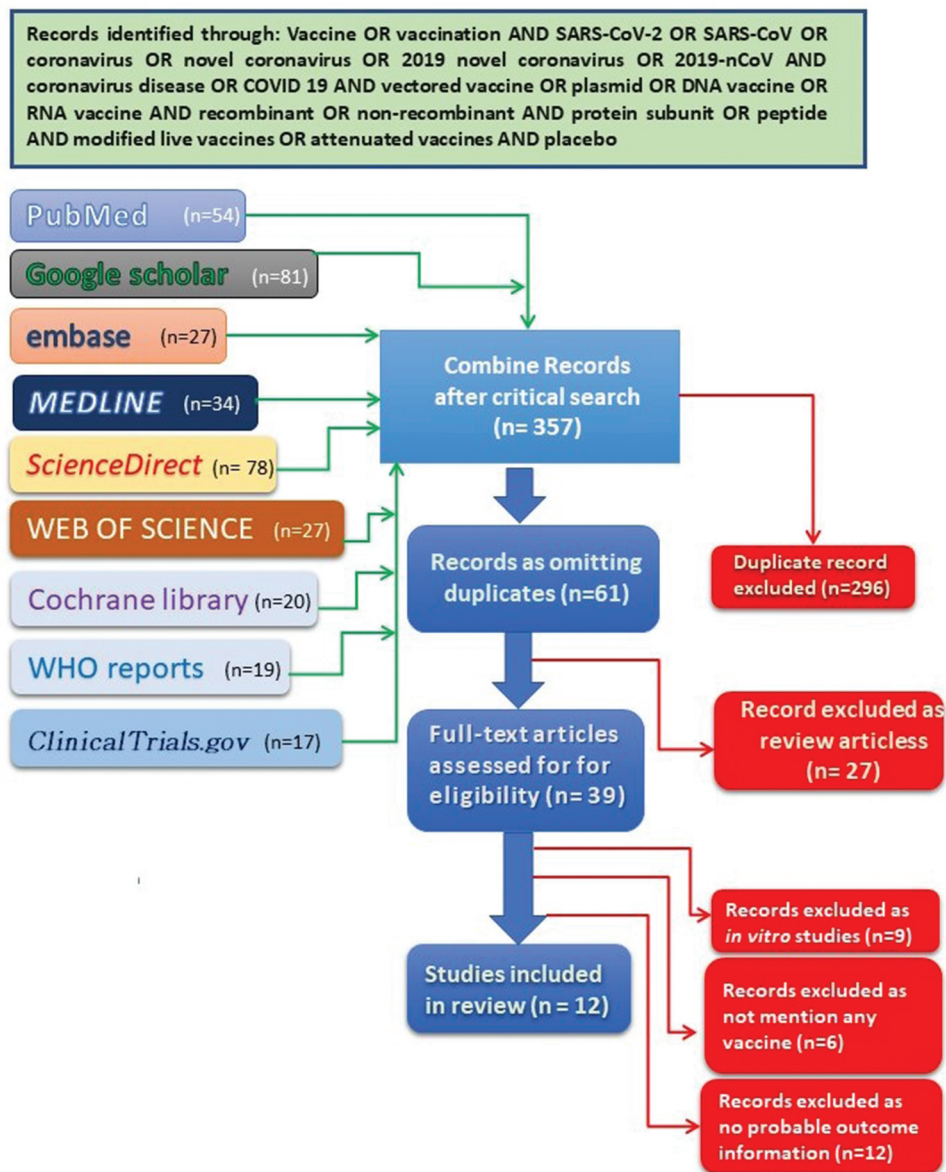 Records identified through: Vaccine OR vaccination AND SARS-CoV-2 OR SARS-CoV OR
coronavirus OR novel coronavirus OR 2019 novel coronavirus OR 2019-nCoV AND
coronavirus disease OR COVID 19 AND vectored vaccine OR plasmid OR DNA vaccine OR
RNA vaccine AND recombinant OR non-recombinant AND protein subunit OR peptide
AND modified live vaccines OR attenuated vaccines AND placebo
PubMed (n=54)
Google scholar (n=81)
embase (n=27)
MEDLINE (n=34)
ScienceDirect (n= 78)
WEB OF SCIENCE (n=27)
Cochrane library (n=20)
WHO reports (n=19)
ClinicalTrials.gov (n=17)
Combine Records
after critical search
(n= 357)
Duplicate record
excluded (n=296)
Records as omitting
duplicates (n=61)
Record excluded as
review articless
(n= 27)
Full-text articles
assessed for for
eligibility (n= 39)
Records excluded as
in vitro studies (n=9)
Records excluded as
not mention any
vaccine (n=6)
Records excluded as
no probable outcome
information (n=12)
Studies included
in review (n = 12)